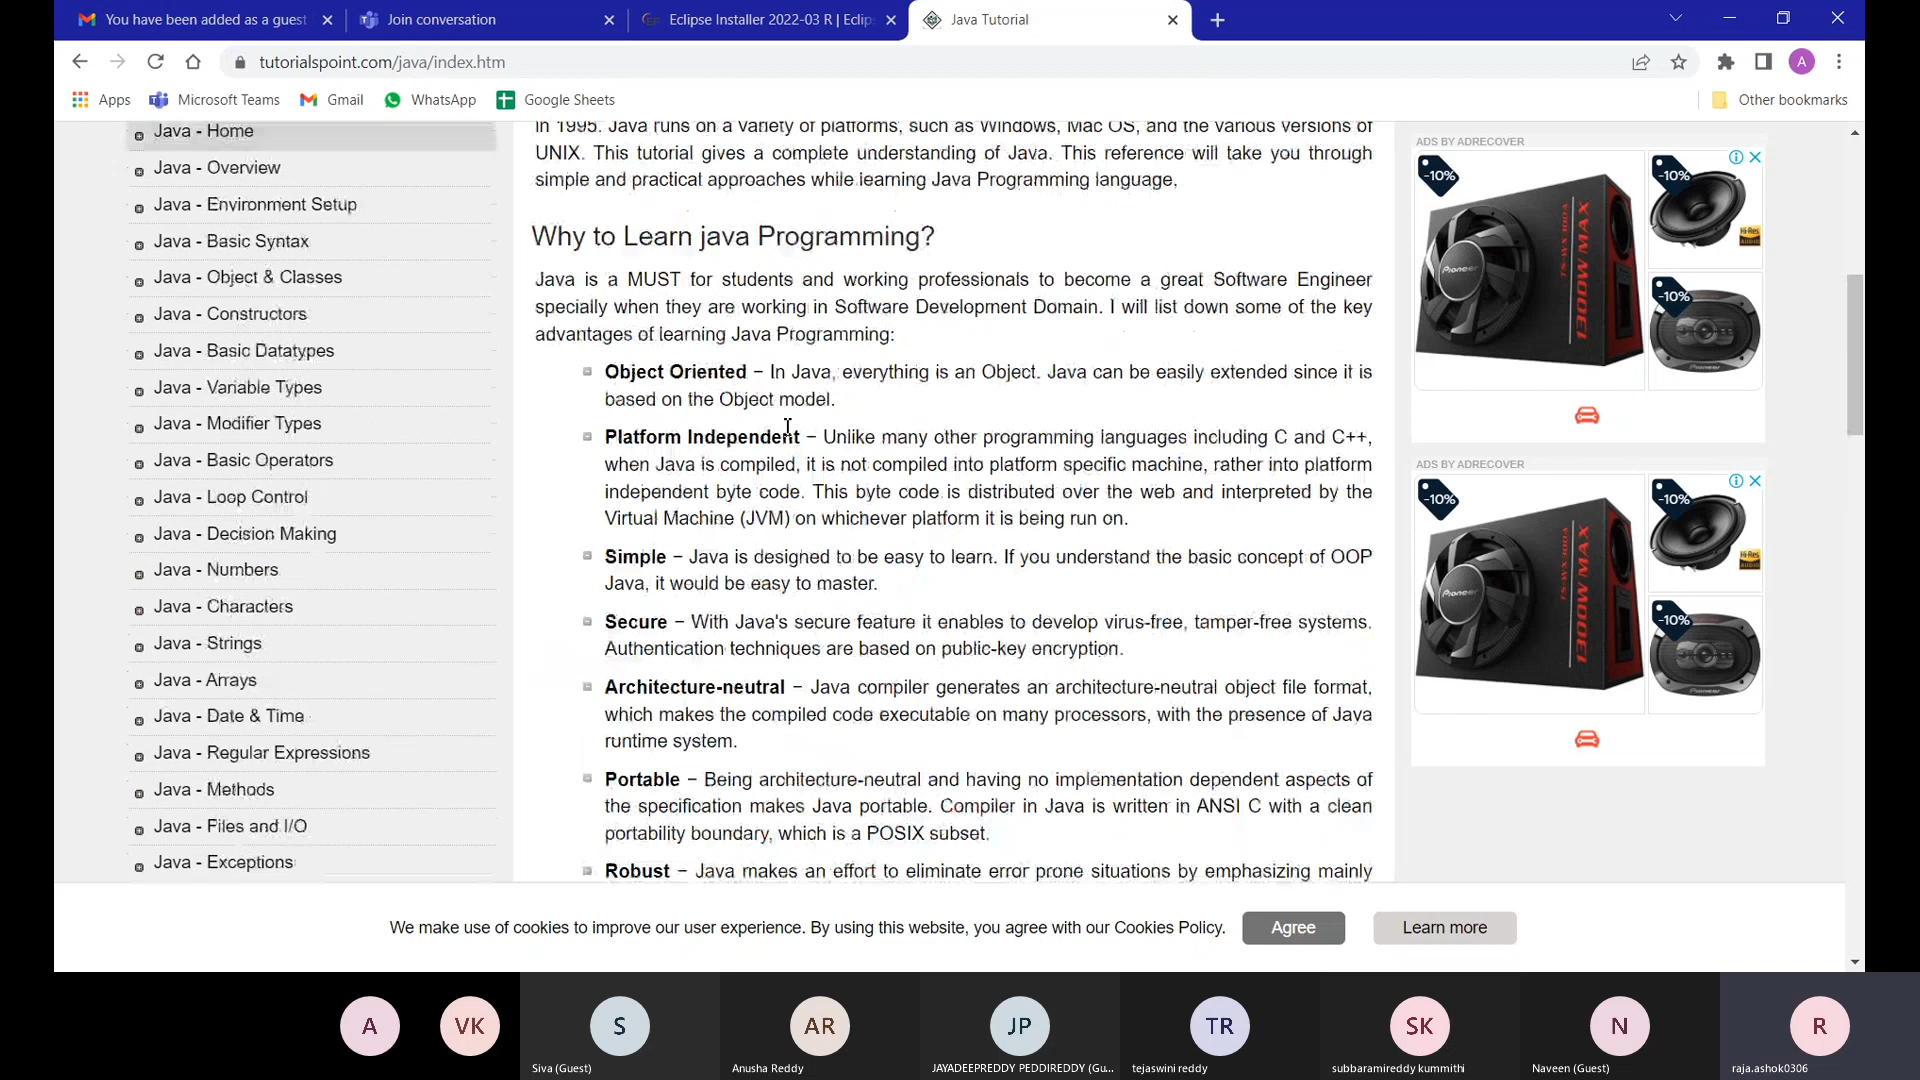 You have been added as a guest
Join conversation
Eclipse Installer 2022-03 R | Eclip
Java Tutorial
tutorialspoint.com/java/index.htm
A
Apps
Microsoft Teams
Gmail
WhatsApp
Google Sheets
Other bookmarks
Java - Home
Java - Overview
Java - Environment Setup
Java - Basic Syntax
Java - Object & Classes
Java - Constructors
Java - Basic Datatypes
Java - Variable Types
Java - Modifier Types
Java - Basic Operators
Java - Loop Control
Java - Decision Making
Java - Numbers
Java - Characters
Java - Strings
Java - Arrays
Java - Date & Time
Java - Regular Expressions
Java - Methods
Java - Files and I/O
Java - Exceptions
in 1995. Java runs on a variety of platforms, such as Windows, Mac OS, and the various versions of
UNIX. This tutorial gives a complete understanding of Java. This reference will take you through
simple and practical approaches while learning Java Programming language.
Why to Learn java Programming?
Java is a MUST for students and working professionals to become a great Software Engineer
specially when they are working in Software Development Domain. I will list down some of the key
advantages of learning Java Programming:
Object Oriented − In Java, everything is an Object. Java can be easily extended since it is
based on the Object model.
Platform Independent − Unlike many other programming languages including C and C++,
when Java is compiled, it is not compiled into platform specific machine, rather into platform
independent byte code. This byte code is distributed over the web and interpreted by the
Virtual Machine (JVM) on whichever platform it is being run on.
Simple − Java is designed to be easy to learn. If you understand the basic concept of OOP
Java, it would be easy to master.
Secure − With Java's secure feature it enables to develop virus-free, tamper-free systems.
Authentication techniques are based on public-key encryption.
Architecture-neutral − Java compiler generates an architecture-neutral object file format,
which makes the compiled code executable on many processors, with the presence of Java
runtime system.
Portable − Being architecture-neutral and having no implementation dependent aspects of
the specification makes Java portable. Compiler in Java is written in ANSI C with a clean
portability boundary, which is a POSIX subset.
Robust − Java makes an effort to eliminate error prone situations by emphasizing mainly
ADS BY ADRECOVER
-10%
-10%
-10%
Pioneer
TS-WX 300A
1300W MAX
Hi-Res
AUDIO
ADS BY ADRECOVER
-10%
-10%
-10%
Pioneer
TS-WX 300A
1300W MAX
Hi-Res
AUDIO
We make use of cookies to improve our user experience. By using this website, you agree with our Cookies Policy.
Agree
Learn more
A
VK
S
Siva (Guest)
AR
Anusha Reddy
JP
JAYADEEPREDDY PEDDIREDDY (Gu...
TR
tejaswini reddy
SK
subbaramireddy kummithi
N
Naveen (Guest)
R
raja.ashok0306